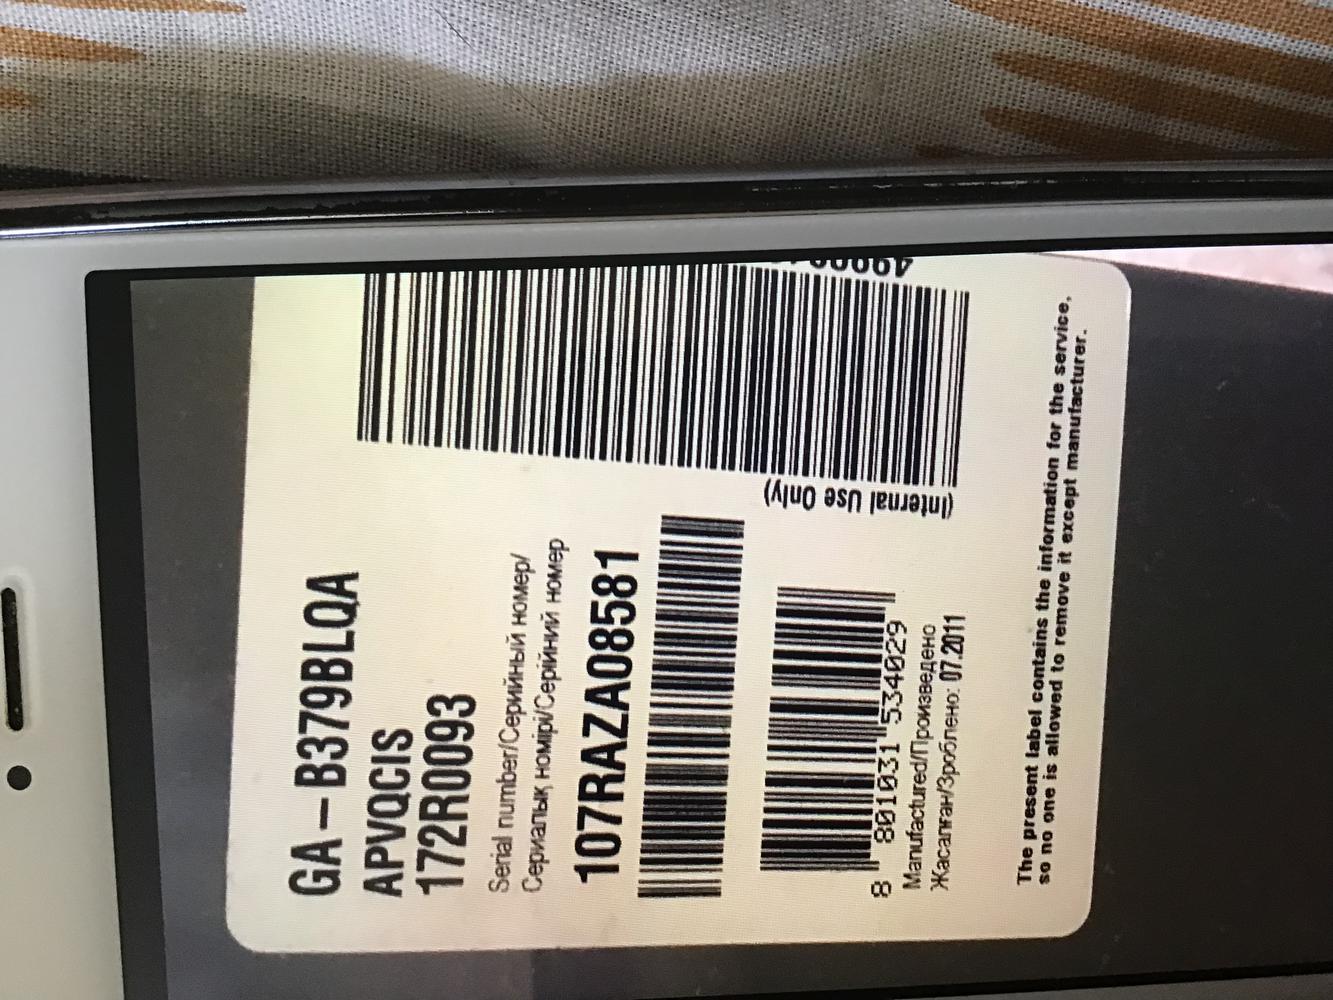 GA-B379BLQA
APVQCIS
172R0093
Serial number/Серийный номер/
Сериялық номірі/Серійний номер
107RAZA08581
(Internal Use Only)
8 801031 534029
Manufactured/Произведено
Жасалған/Зроблено: 07.2011
The present label contains the information for the service,
so no one is allowed to remove it except manufacturer.